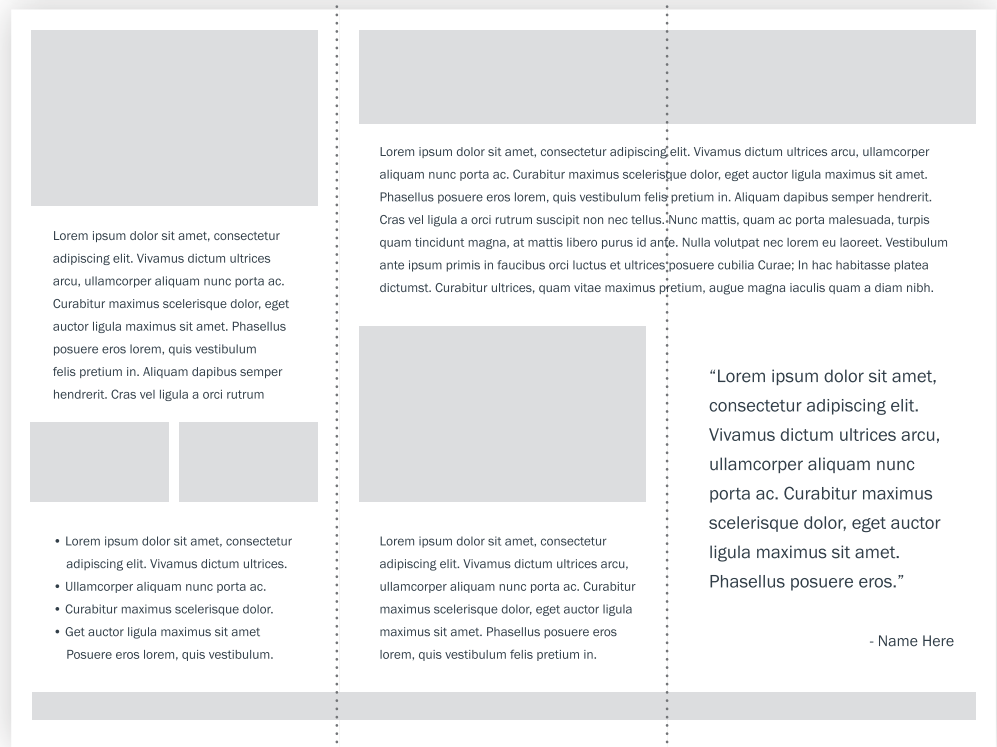 Lorem ipsum dolor sit amet, consectetur
adipiscing elit. Vivamus dictum ultrices
arcu, ullamcorper aliquam nunc porta ac.
Curabitur maximus scelerisque dolor, eget
auctor ligula maximus sit amet. Phasellus
posuere eros lorem, quis vestibulum
felis pretium in. Aliquam dapibus semper
hendrerit. Cras vel ligula a orci rutrum
• Lorem ipsum dolor sit amet, consectetur
adipiscing elit. Vivamus dictum ultrices.
• Ullamcorper aliquam nunc porta ac.
• Curabitur maximus scelerisque dolor.
• Get auctor ligula maximus sit amet
Posuere eros lorem, quis vestibulum.
Lorem ipsum dolor sit amet, consectetur adipiscing elit. Vivamus dictum ultrices arcu, ullamcorper
aliquam nunc porta ac. Curabitur maximus scelerisque dolor, eget auctor ligula maximus sit amet.
Phasellus posuere eros lorem, quis vestibulum felis pretium in. Aliquam dapibus semper hendrerit.
Cras vel ligula a orci rutrum suscipit non nec tellus. Nunc mattis, quam ac porta malesuada, turpis
quam tincidunt magna, at mattis libero purus id ante. Nulla volutpat nec lorem eu laoreet. Vestibulum
ante ipsum primis in faucibus orci luctus et ultrices posuere cubilia Curae; In hac habitasse platea
dictumst. Curabitur ultrices, quam vitae maximus pretium, augue magna iaculis quam a diam nibh.
Lorem ipsum dolor sit amet, consectetur
adipiscing elit. Vivamus dictum ultrices arcu,
ullamcorper aliquam nunc porta ac. Curabitur
maximus scelerisque dolor, eget auctor ligula
maximus sit amet. Phasellus posuere eros
lorem, quis vestibulum felis pretium in.
“Lorem ipsum dolor sit amet,
consectetur adipiscing elit.
Vivamus dictum ultrices arcu,
ullamcorper aliquam nunc
porta ac. Curabitur maximus
scelerisque dolor, eget auctor
ligula maximus sit amet.
Phasellus posuere eros.”
- Name Here